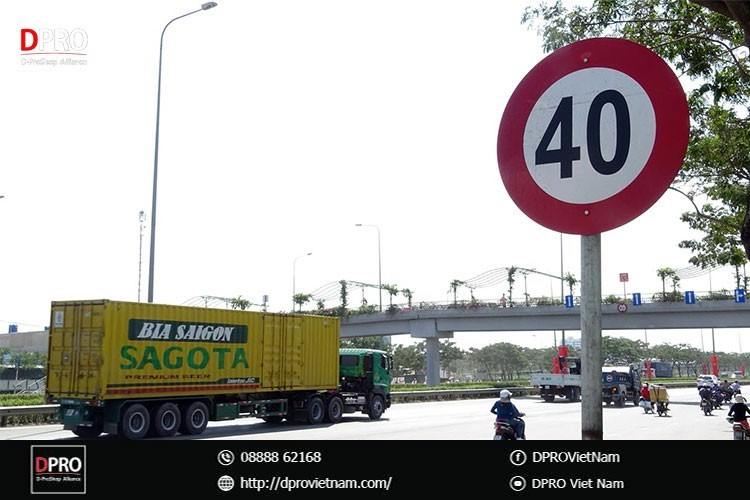 DPRO
D-ProShop Alliance
40
BIA SAIGON
SAGOTA
PREMIUM BEER
DPRO
D-ProShop Alliance
08888 62168
http://dprovietnam.com/
DPROVietNam
DPRO Viet Nam